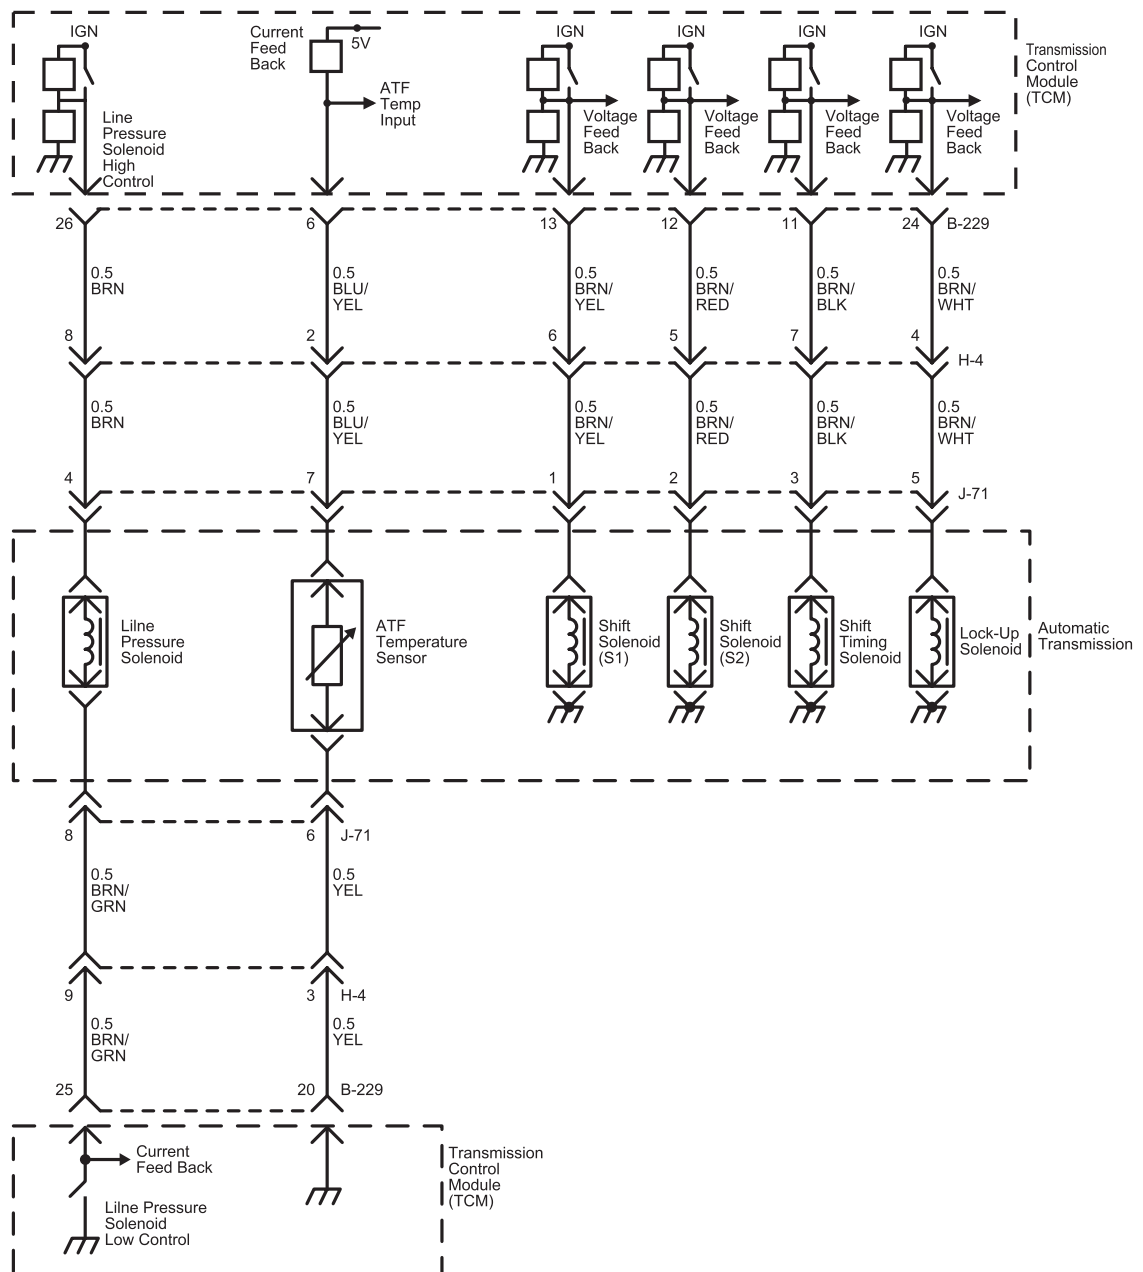 IGN
Current
Feed
Back
5V
IGN
IGN
IGN
IGN
Transmission
Control
Module
(TCM)
ATF
Temp
Input
Line
Pressure
Solenoid
High
Control
Voltage
Feed
Back
Voltage
Feed
Back
Voltage
Feed
Back
Voltage
Feed
Back
26
6
13
12
11
24
B-229
0.5
BRN
0.5
BLU/
YEL
0.5
BRN/
YEL
0.5
BRN/
RED
0.5
BRN/
BLK
0.5
BRN/
WHT
8
2
6
5
7
4
H-4
0.5
BRN
0.5
BLU/
YEL
0.5
BRN/
YEL
0.5
BRN/
RED
0.5
BRN/
BLK
0.5
BRN/
WHT
4
7
1
2
3
5
J-71
Lilne
Pressure
Solenoid
ATF
Temperature
Sensor
Shift
Solenoid
(S1)
Shift
Solenoid
(S2)
Shift
Timing
Solenoid
Lock-Up
Solenoid
Automatic
Transmission
8
6
J-71
0.5
BRN/
GRN
0.5
YEL
9
3
H-4
0.5
BRN/
GRN
0.5
YEL
25
20
B-229
Current
Feed Back
Lilne Pressure
Solenoid
Low Control
Transmission
Control
Module
(TCM)